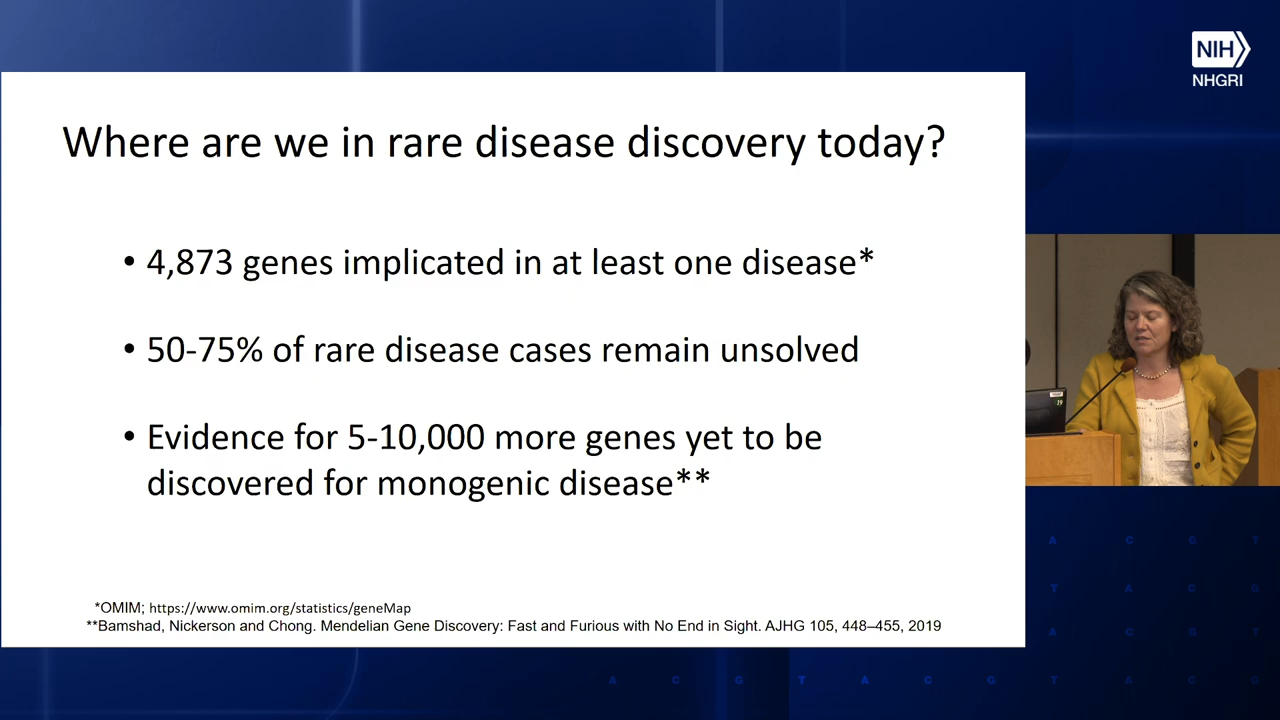 NIH
NHGRI
Where are we in rare disease discovery today?
• 4,873 genes implicated in at least one disease*
• 50-75% of rare disease cases remain unsolved
• Evidence for 5-10,000 more genes yet to be
discovered for monogenic disease**
*OMIM; https://www.omim.org/statistics/geneMap
**Bamshad, Nickerson and Chong. Mendelian Gene Discovery: Fast and Furious with No End in Sight. AJHG 105, 448–455, 2019
19
A C G T
T A C G
A C G T
A C G T A C G T A C G